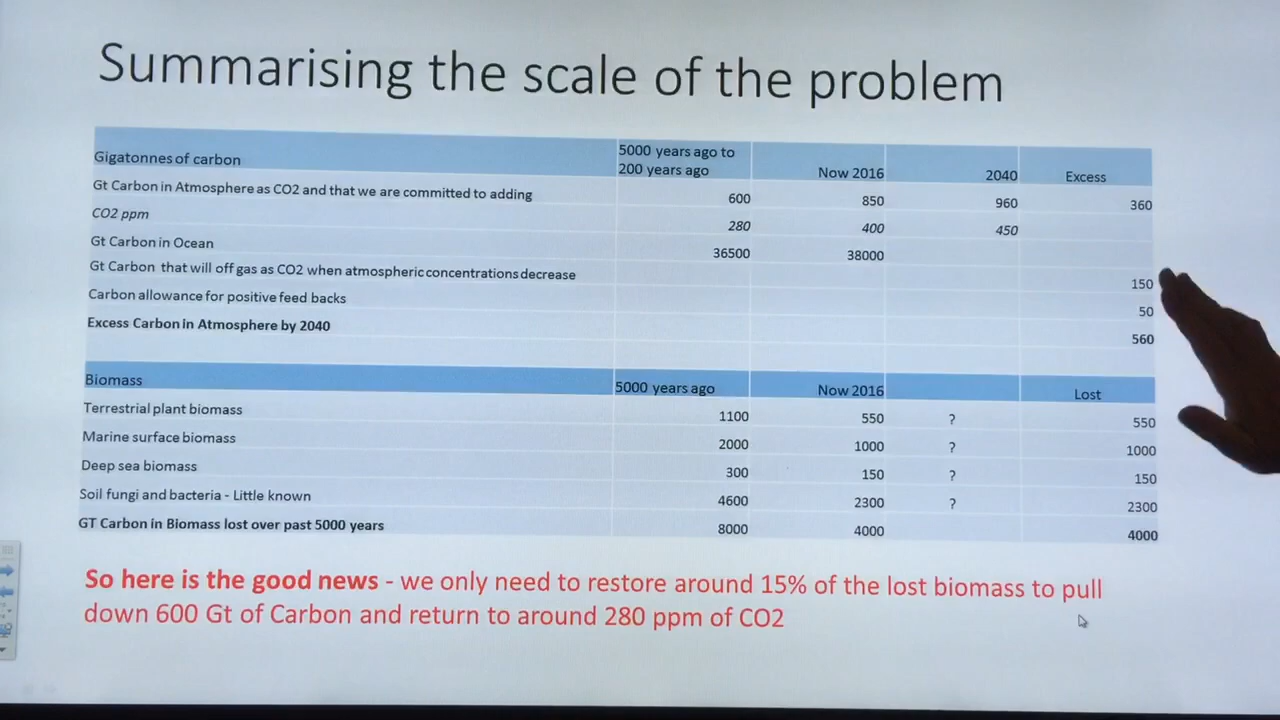 Summarising the scale of the problem
Gigatonnes of carbon 5000 years ago to 200 years ago Now 2016 2040 Excess
Gt Carbon in Atmosphere as CO2 and that we are committed to adding 600 850 960 360
CO2 ppm 280 400 450
Gt Carbon in Ocean 36500 38000
Gt Carbon that will off gas as CO2 when atmospheric concentrations decrease 150
Carbon allowance for positive feed backs 50
Excess Carbon in Atmosphere by 2040 560
Biomass 5000 years ago Now 2016 Lost
Terrestrial plant biomass 1100 550 ? 550
Marine surface biomass 2000 1000 ? 1000
Deep sea biomass 300 150 ? 150
Soil fungi and bacteria - Little known 4600 2300 ? 2300
GT Carbon in Biomass lost over past 5000 years 8000 4000 4000
So here is the good news - we only need to restore around 15% of the lost biomass to pull
down 600 Gt of Carbon and return to around 280 ppm of CO2